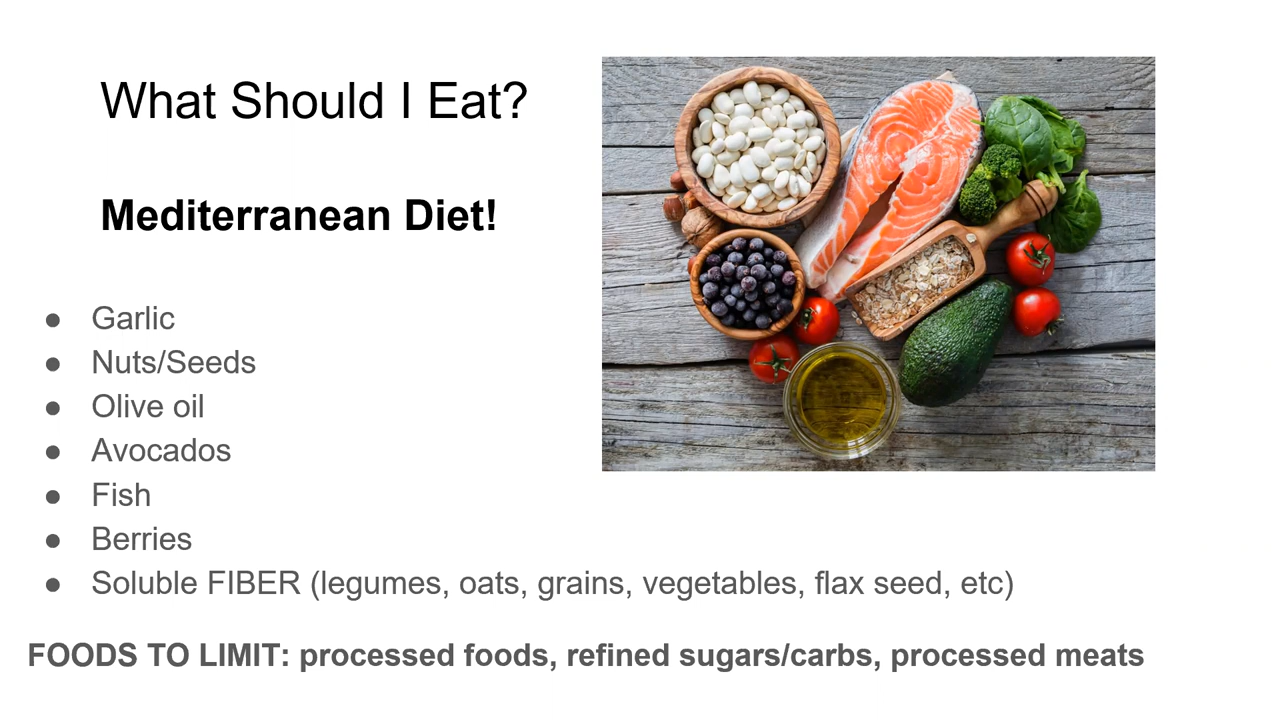 What Should I Eat?
Mediterranean Diet!
● Garlic
● Nuts/Seeds
● Olive oil
● Avocados
● Fish
● Berries
● Soluble FIBER (legumes, oats, grains, vegetables, flax seed, etc)
FOODS TO LIMIT: processed foods, refined sugars/carbs, processed meats